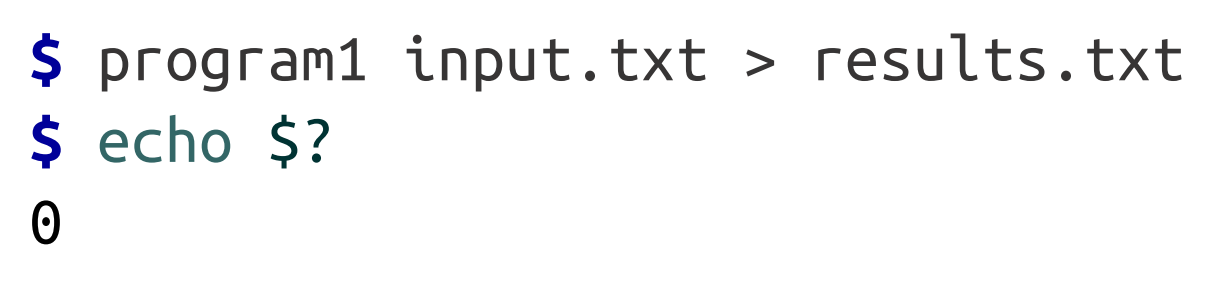 $ program1 input.txt > results.txt
$ echo $?
0